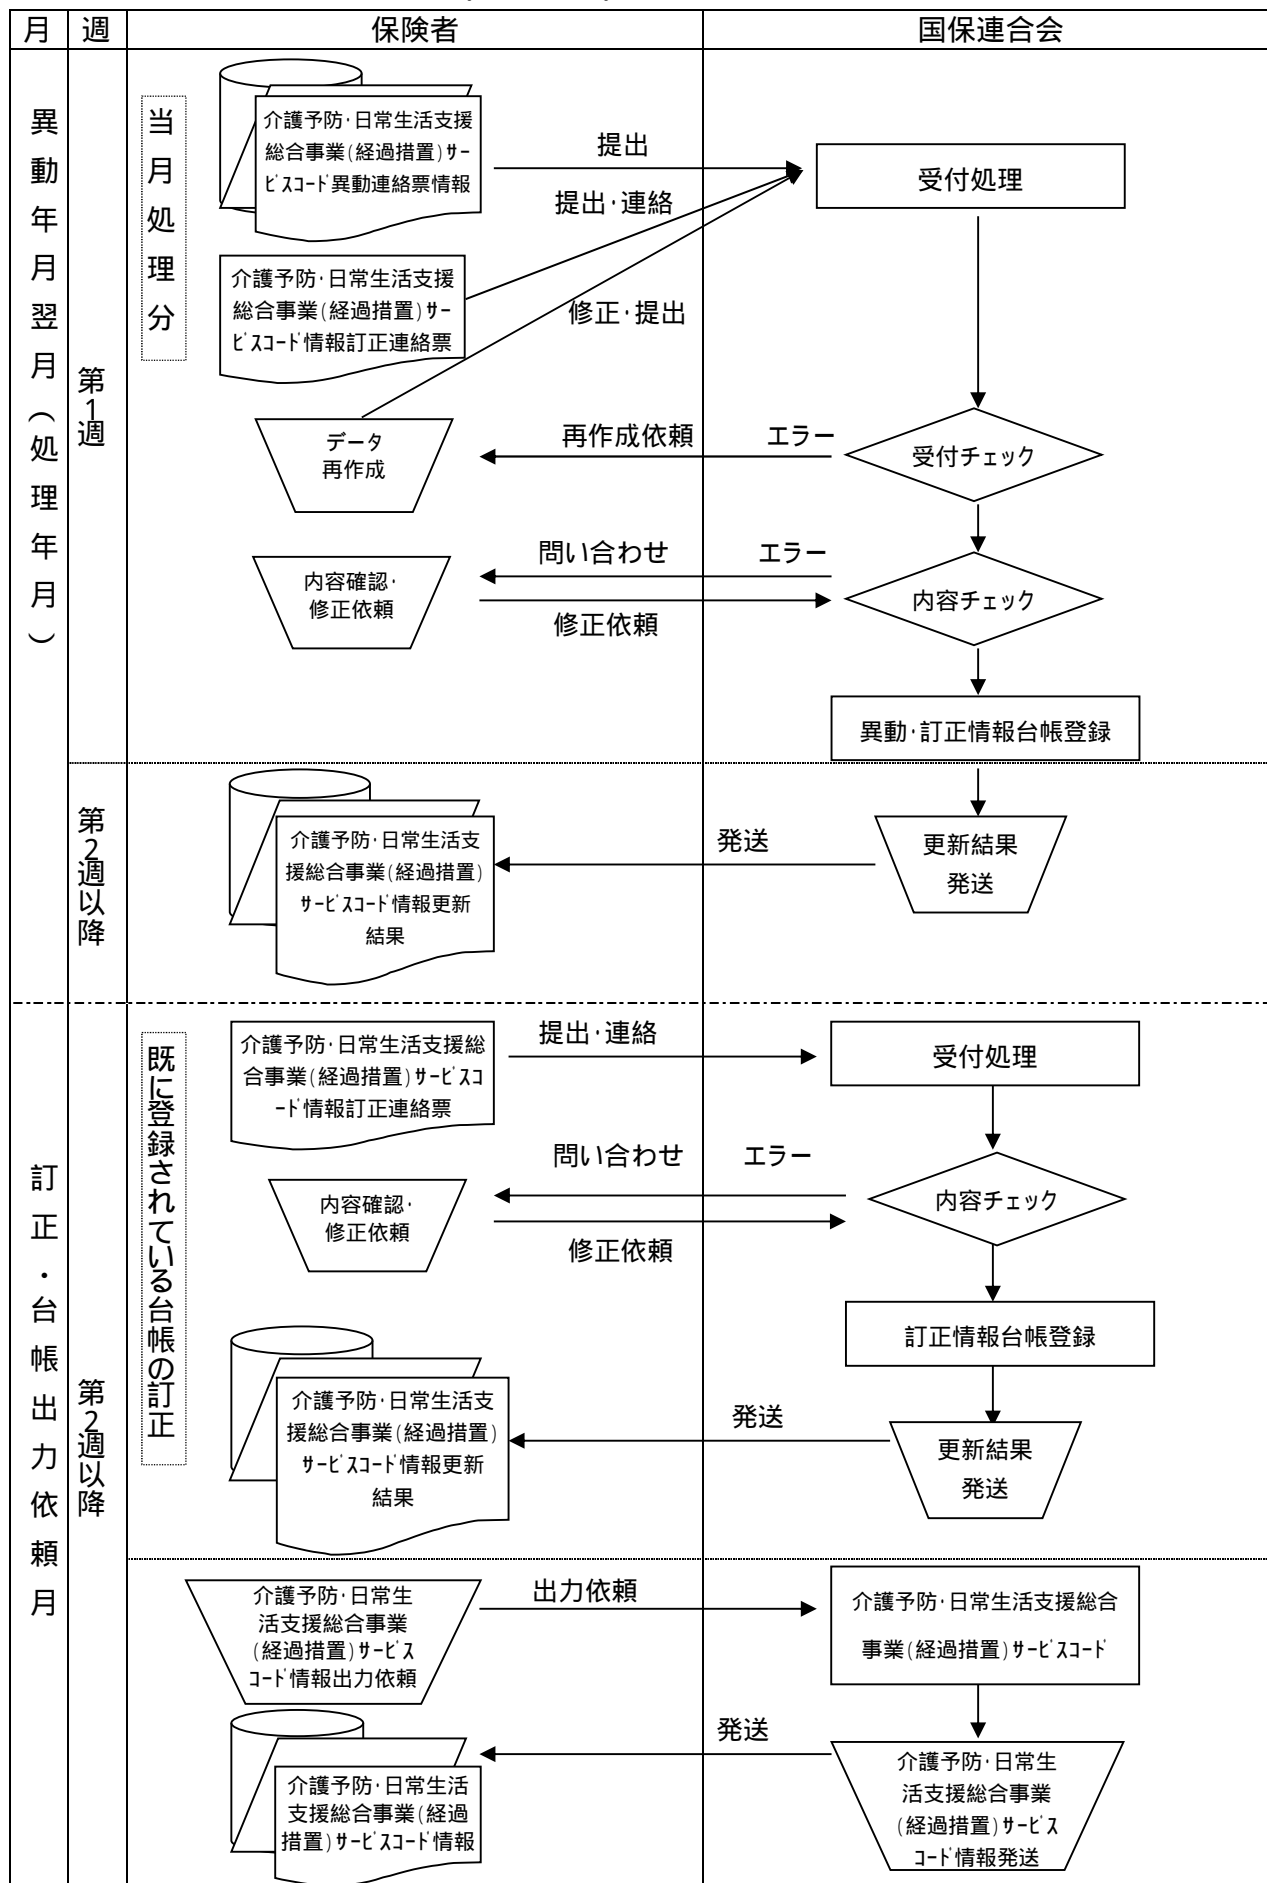 月
週
保険者
国保連合会
異動年月翌月(処理年月)
第1週
当月処理分
介護予防･日常生活支援
総合事業(経過措置)ｻｰ
ﾋﾞｽｺｰﾄﾞ異動連絡票情報
提出
受付処理
提出･連絡
介護予防･日常生活支援
総合事業(経過措置)ｻｰ
ﾋﾞｽｺｰﾄﾞ情報訂正連絡票
修正･提出
データ
再作成
再作成依頼
エラー
受付チェック
内容確認･
修正依頼
問い合わせ
エラー
修正依頼
内容チェック
異動･訂正情報台帳登録
第2週以降
介護予防･日常生活支
援総合事業(経過措置)
ｻｰﾋﾞｽｺｰﾄﾞ情報更新
結果
発送
更新結果
発送
訂正・台帳出力依頼月
第2週以降
既に登録されている台帳の訂正
介護予防･日常生活支援総
合事業(経過措置)ｻｰﾋﾞｽｺ
ｰﾄﾞ情報訂正連絡票
提出･連絡
受付処理
内容確認･
修正依頼
問い合わせ
エラー
修正依頼
内容チェック
訂正情報台帳登録
介護予防･日常生活支
援総合事業(経過措置)
ｻｰﾋﾞｽｺｰﾄﾞ情報更新
結果
発送
更新結果
発送
介護予防･日常生
活支援総合事業
(経過措置)ｻｰﾋﾞｽ
ｺｰﾄﾞ情報出力依頼
出力依頼
介護予防･日常生活支援総合
事業(経過措置)ｻｰﾋﾞｽｺｰﾄﾞ
介護予防･日常生活
支援総合事業(経過
措置)ｻｰﾋﾞｽｺｰﾄﾞ情報
発送
介護予防･日常生
活支援総合事業
(経過措置)ｻｰﾋﾞｽ
ｺｰﾄﾞ情報発送